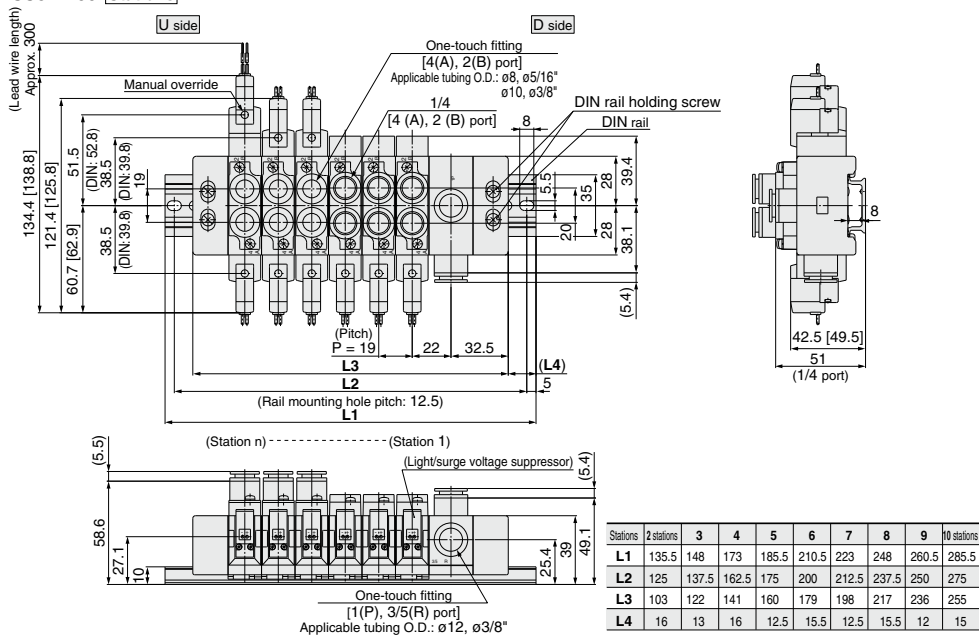 U side
D side
(Lead wire length)
Approx. 300
Manual override
One-touch fitting
[4(A), 2(B) port]
Applicable tubing O.D.: ø8, ø5/16"
ø10, ø3/8"
1/4
[4 (A), 2 (B) port]
DIN rail holding screw
DIN rail
8
134.4 [138.8]
121.4 [125.8]
60.7 [62.9]
51.5
(DIN: 52.8)
38.5
(DIN:39.8)
19
38.5
(DIN:39.8)
5.5
20
35
28
28
39.4
38.1
(5.4)
(Pitch)
P = 19
22
32.5
L3
(L4)
L2
5
(Rail mounting hole pitch: 12.5)
L1
8
42.5 [49.5]
51
(1/4 port)
(Station n)
(Station 1)
(Light/surge voltage suppressor)
(5.5)
58.6
27.1
10
(5.4)
25.4
39
49.1
One-touch fitting
[1(P), 3/5(R) port]
Applicable tubing O.D.: ø12, ø3/8"
Stations 2 stations 3 4 5 6 7 8 9 10 stations
L1 135.5 148 173 185.5 210.5 223 248 260.5 285.5
L2 125 137.5 162.5 175 200 212.5 237.5 250 275
L3 103 122 141 160 179 198 217 236 255
L4 16 13 16 12.5 15.5 12.5 15.5 12 15